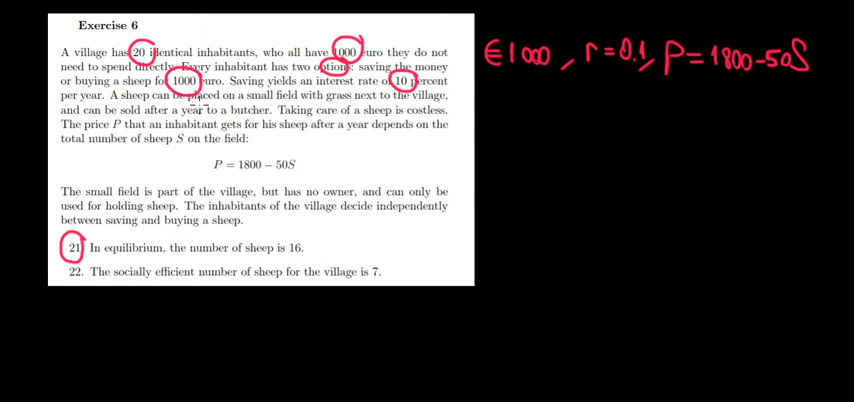 Exercise 6
A village has 20 identical inhabitants, who all have 1000 euro they do not
need to spend directly. Every inhabitant has two options: saving the money
or buying a sheep for 1000 euro. Saving yields an interest rate of 10 percent
per year. A sheep can be placed on a small field with grass next to the village,
and can be sold after a year to a butcher. Taking care of a sheep is costless.
The price P that an inhabitant gets for his sheep after a year depends on the
total number of sheep S on the field:
P = 1800 − 50S
The small field is part of the village, but has no owner, and can only be
used for holding sheep. The inhabitants of the village decide independently
between saving and buying a sheep.
21. In equilibrium, the number of sheep is 16.
22. The socially efficient number of sheep for the village is 7.
€1000, r=0.1, P=1800-50S